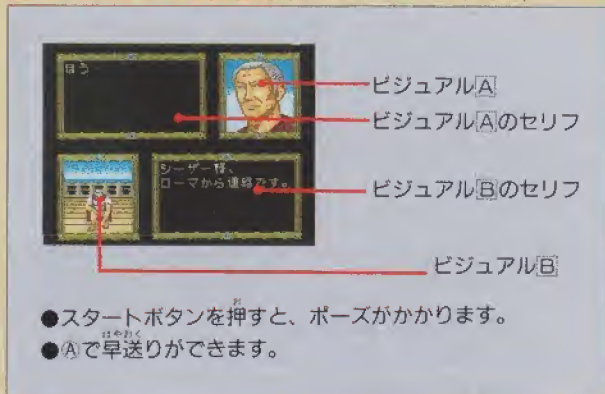 ほう
シーザー様、
ローマから連絡です。
ビジュアルA
ビジュアルAのセリフ
ビジュアルBのセリフ
ビジュアルB
●スタートボタンを押すと、ポーズがかかります。
●Ⓐで早送りができます。